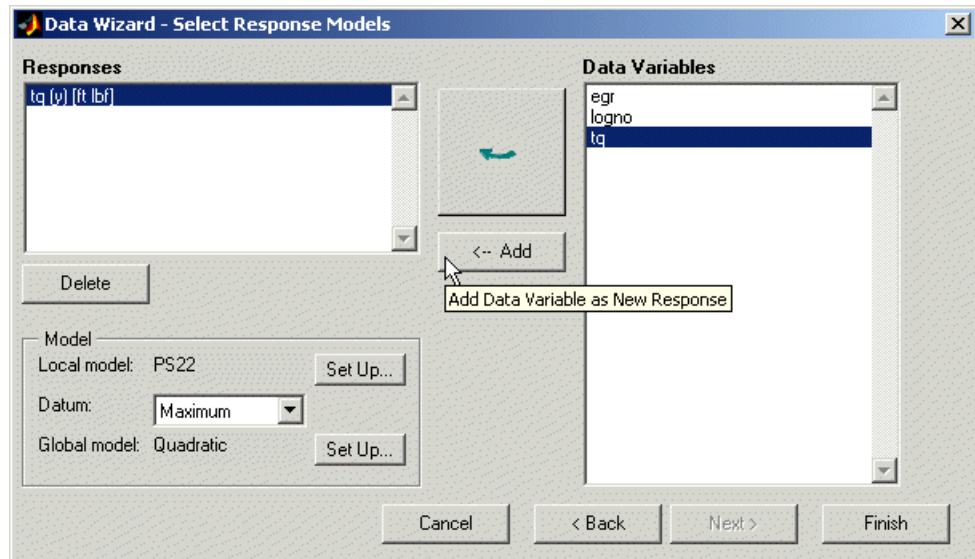 Data Wizard - Select Response Models
Responses
tq (y) [ft lbf]
Delete
<-- Add
Add Data Variable as New Response
Data Variables
egr
logno
tq
Model
Local model: PS22 Set Up...
Datum: Maximum
Global model: Quadratic Set Up...
Cancel < Back Next > Finish